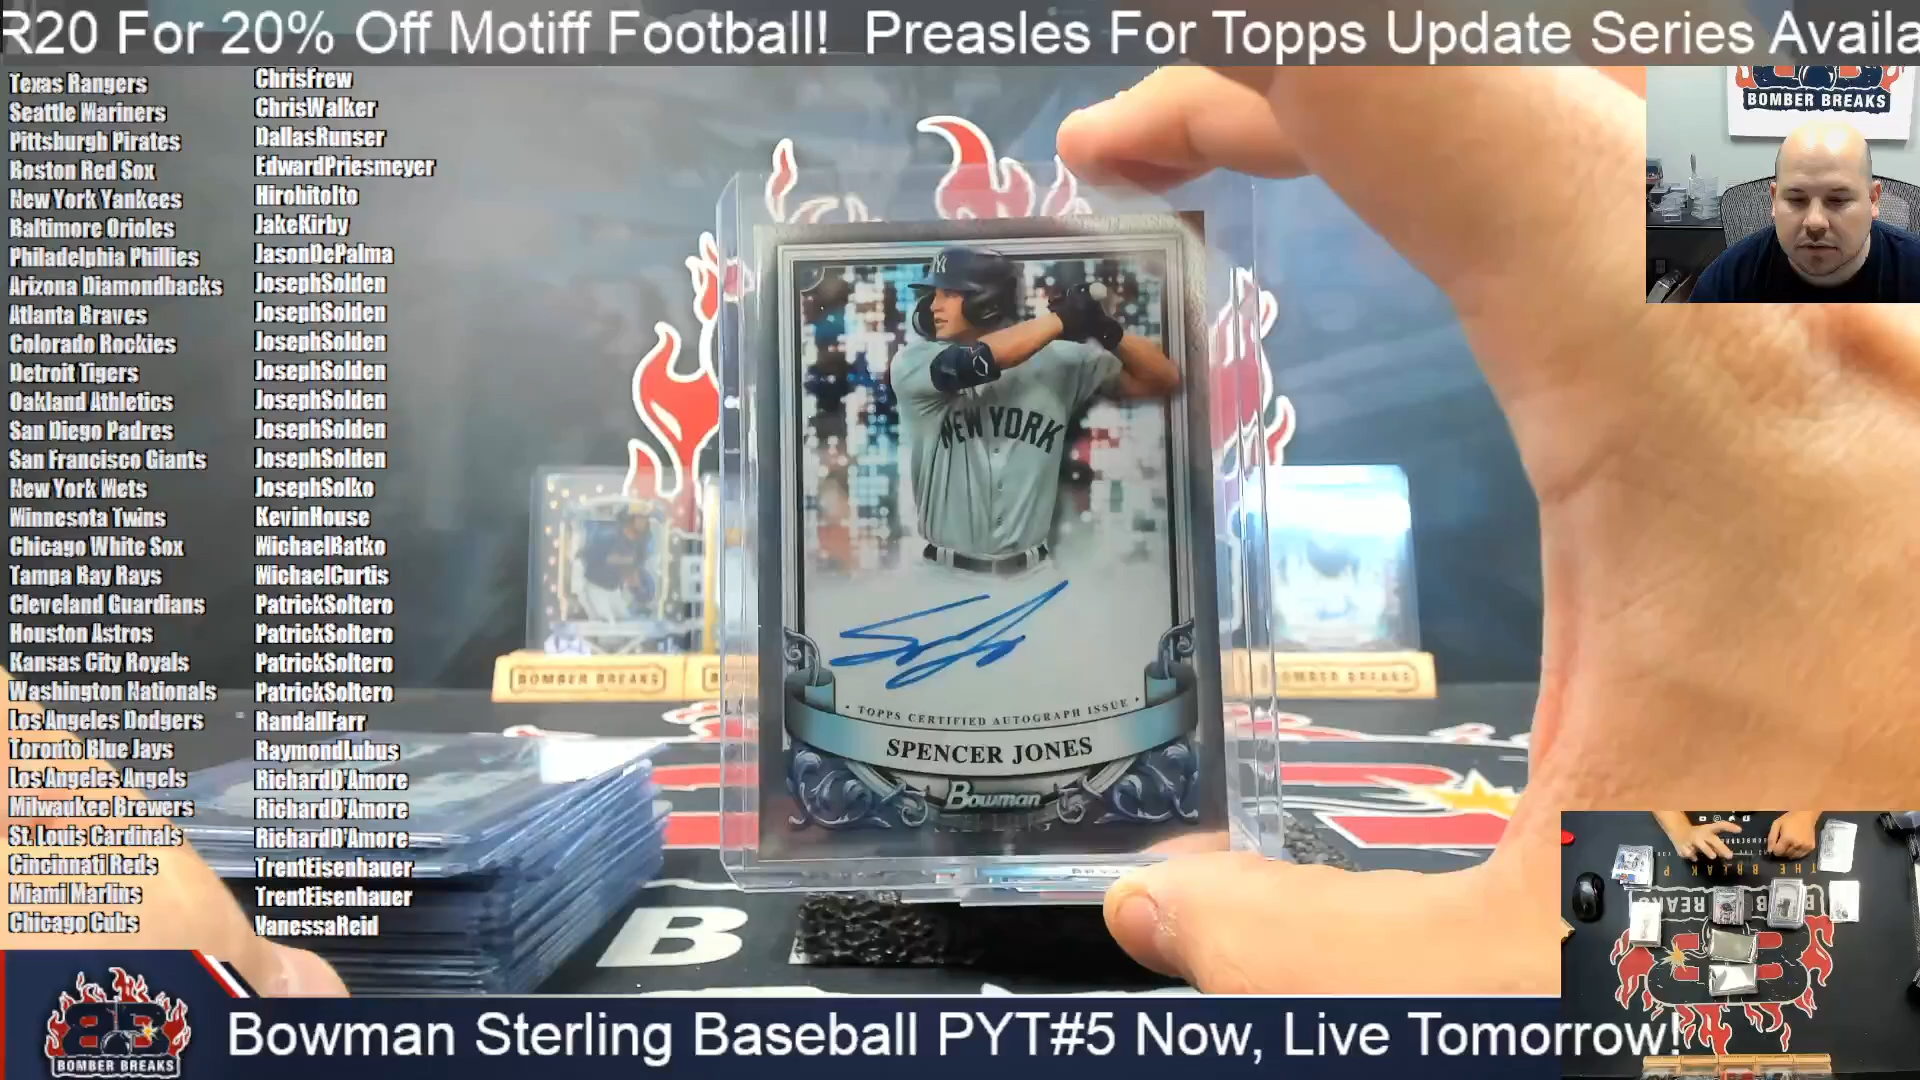 R20 For 20% Off Motiff Football! Preasles For Topps Update Series Availa
Texas Rangers ChrisFrew
Seattle Mariners ChrisWalker
Pittsburgh Pirates DallasRunser
Boston Red Sox EdwardPriesmeyer
New York Yankees HirohitoIto
Baltimore Orioles JakeKirby
Philadelphia Phillies JasonDePalma
Arizona Diamondbacks JosephSolden
Atlanta Braves JosephSolden
Colorado Rockies JosephSolden
Detroit Tigers JosephSolden
Oakland Athletics JosephSolden
San Diego Padres JosephSolden
San Francisco Giants JosephSolden
New York Mets JosephSolko
Minnesota Twins KevinHouse
Chicago White Sox MichaelBatko
Tampa Bay Rays MichaelCurtis
Cleveland Guardians PatrickSoltero
Houston Astros PatrickSoltero
Kansas City Royals PatrickSoltero
Washington Nationals PatrickSoltero
Los Angeles Dodgers RandallFarr
Toronto Blue Jays RaymondLubus
Los Angeles Angels RichardD'Amore
Milwaukee Brewers RichardD'Amore
St. Louis Cardinals RichardD'Amore
Cincinnati Reds TrentEisenhauer
Miami Marlins TrentEisenhauer
Chicago Cubs VanessaReid
BOMBER BREAKS
NY
NEW YORK
• TOPPS CERTIFIED AUTOGRAPH ISSUE •
SPENCER JONES
Bowman
BOMBER BREAKS
BOMBER BREAKS
B
BOMBER BREAKS
Bowman Sterling Baseball PYT#5 Now, Live Tomorrow!